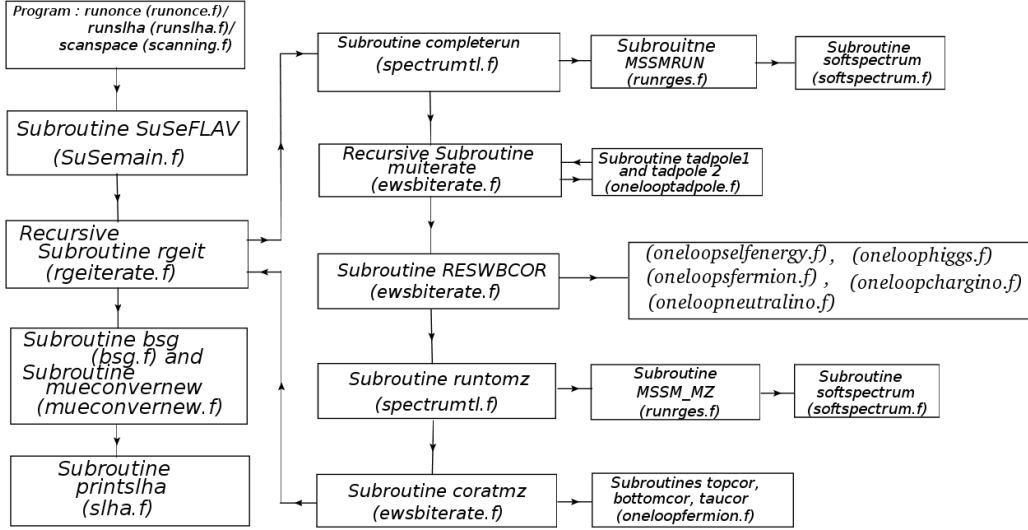 Program : runonce (runonce.f)/
runslha (runslha.f)/
scanspace (scanning.f)
Subroutine SuSeFLAV
(SuSemain.f)
Recursive
Subroutine rgeit
(rgeiterate.f)
Subroutine bsg
(bsg.f) and
Subroutine
mueconvernew
(mueconvernew.f)
Subroutine
printslha
(slha.f)
Subroutine completerun
(spectrumtl.f)
Subrouitne
MSSMRUN
(runrges.f)
Subroutine
softspectrum
(softspectrum.f)
Recursive Subroutine
muiterate
(ewsbiterate.f)
Subroutine tadpole1
and tadpole 2
(onelooptadpole.f)
Subroutine RESWBCOR
(ewsbiterate.f)
(oneloopselfenergy.f) , (oneloophiggs.f)
(oneloopsfermion.f) , (oneloopchargino.f)
(oneloopneutralino.f)
Subroutine runtomz
(spectrumtl.f)
Subroutine
MSSM_MZ
(runrges.f)
Subroutine
softspectrum
(softspectrum.f)
Subroutine coratmz
(ewsbiterate.f)
Subroutines topcor,
bottomcor, taucor
(oneloopfermion.f)